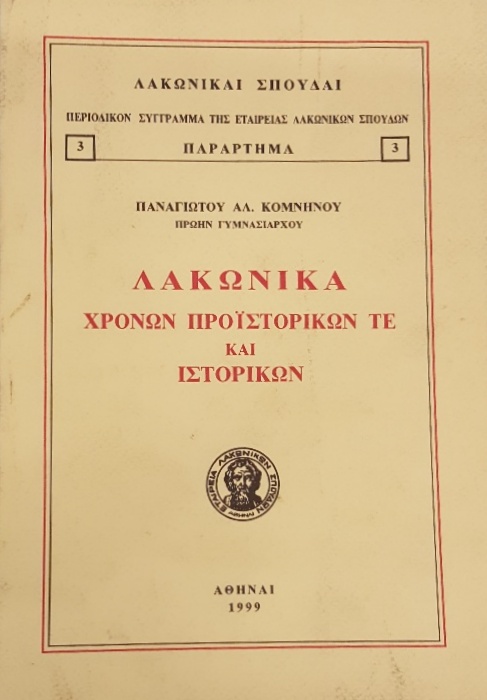 ΛΑΚΩΝΙΚΑΙ ΣΠΟΥΔΑΙ
ΠΕΡΙΟΔΙΚΟΝ ΣΥΓΓΡΑΜΜΑ ΤΗΣ ΕΤΑΙΡΕΙΑΣ ΛΑΚΩΝΙΚΩΝ ΣΠΟΥΔΩΝ
3 ΠΑΡΑΡΤΗΜΑ 3
ΠΑΝΑΓΙΩΤΟΥ ΑΛ. ΚΟΜΝΗΝΟΥ
ΠΡΩΗΝ ΓΥΜΝΑΣΙΑΡΧΟΥ
ΛΑΚΩΝΙΚΑ
ΧΡΟΝΩΝ ΠΡΟΪΣΤΟΡΙΚΩΝ ΤΕ
ΚΑΙ
ΙΣΤΟΡΙΚΩΝ
ΕΤΑΙΡΕΙΑ ΛΑΚΩΝΙΚΩΝ ΣΠΟΥΔΩΝ
ΑΘΗΝΑΙ
1999